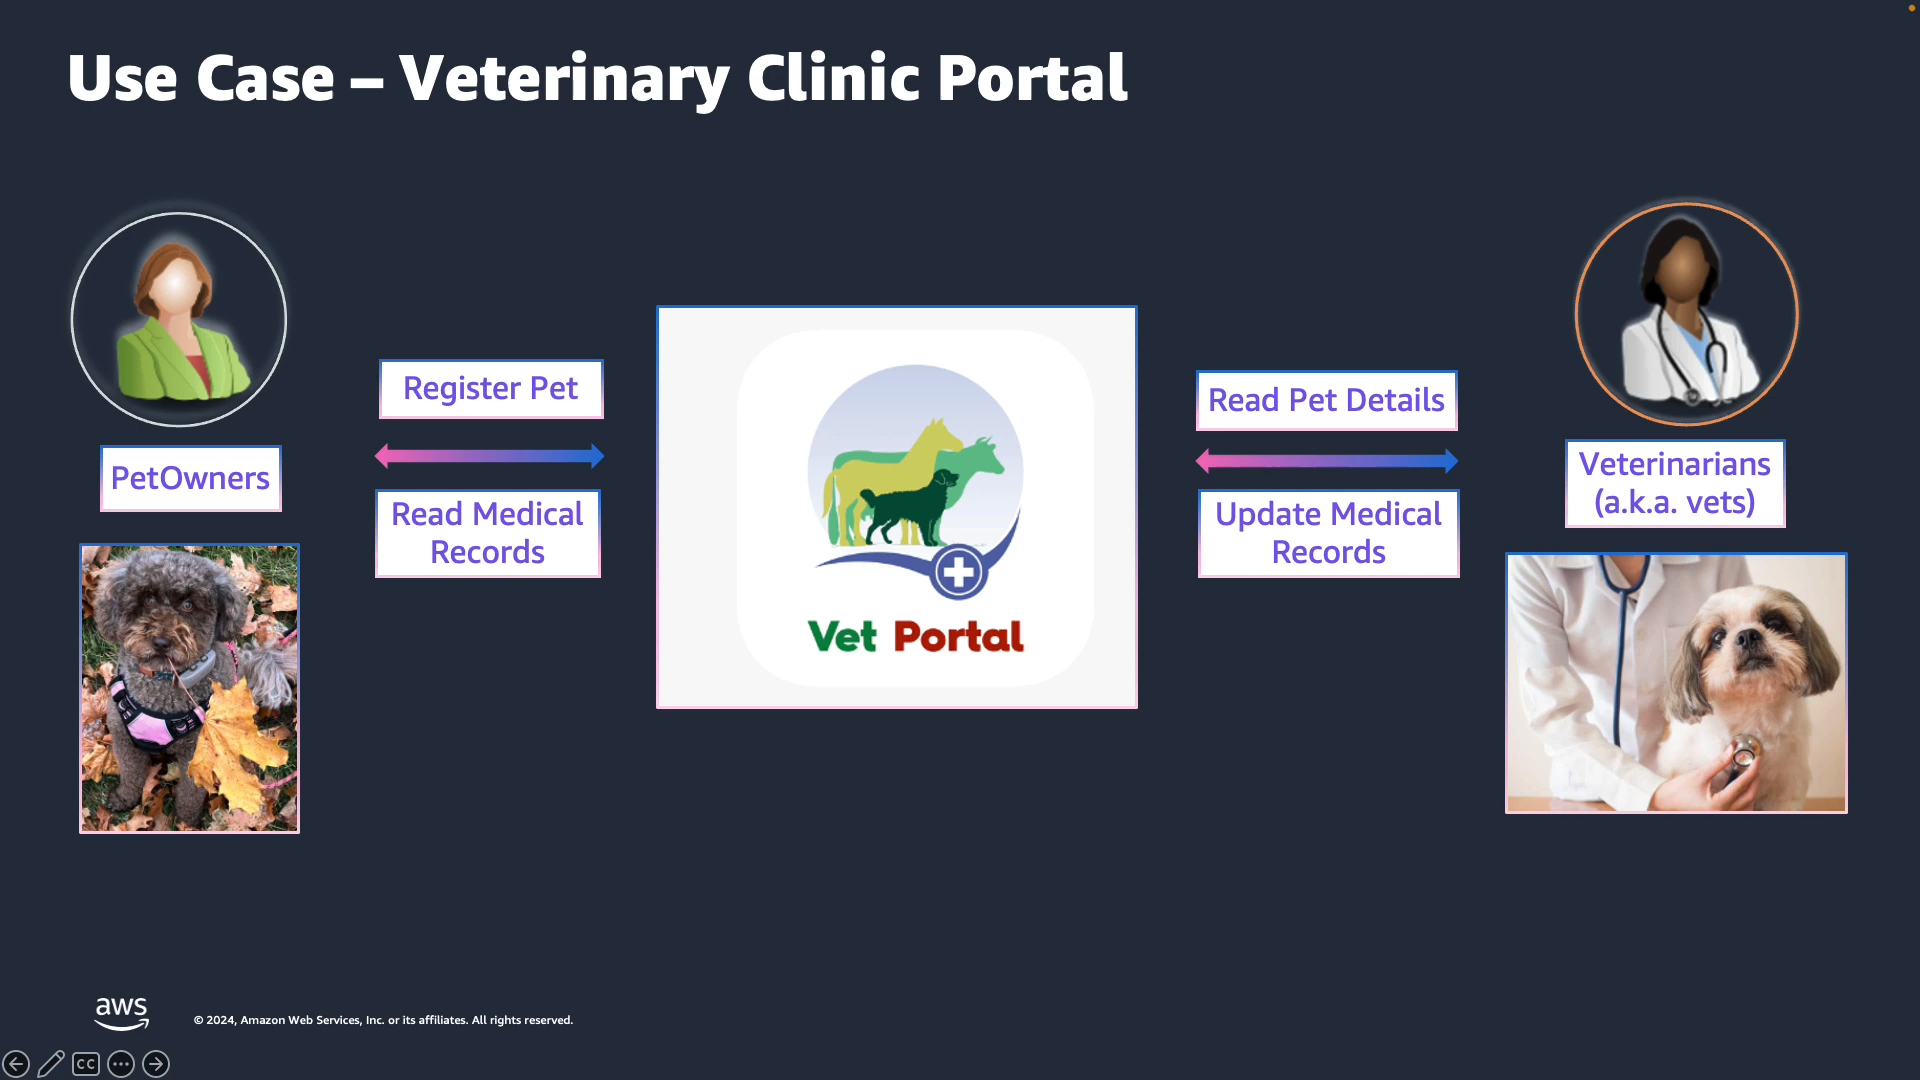 Use Case – Veterinary Clinic Portal
PetOwners
Register Pet
Read Medical
Records
Vet Portal
Read Pet Details
Update Medical
Records
Veterinarians
(a.k.a. vets)
aws
© 2024, Amazon Web Services, Inc. or its affiliates. All rights reserved.
CC